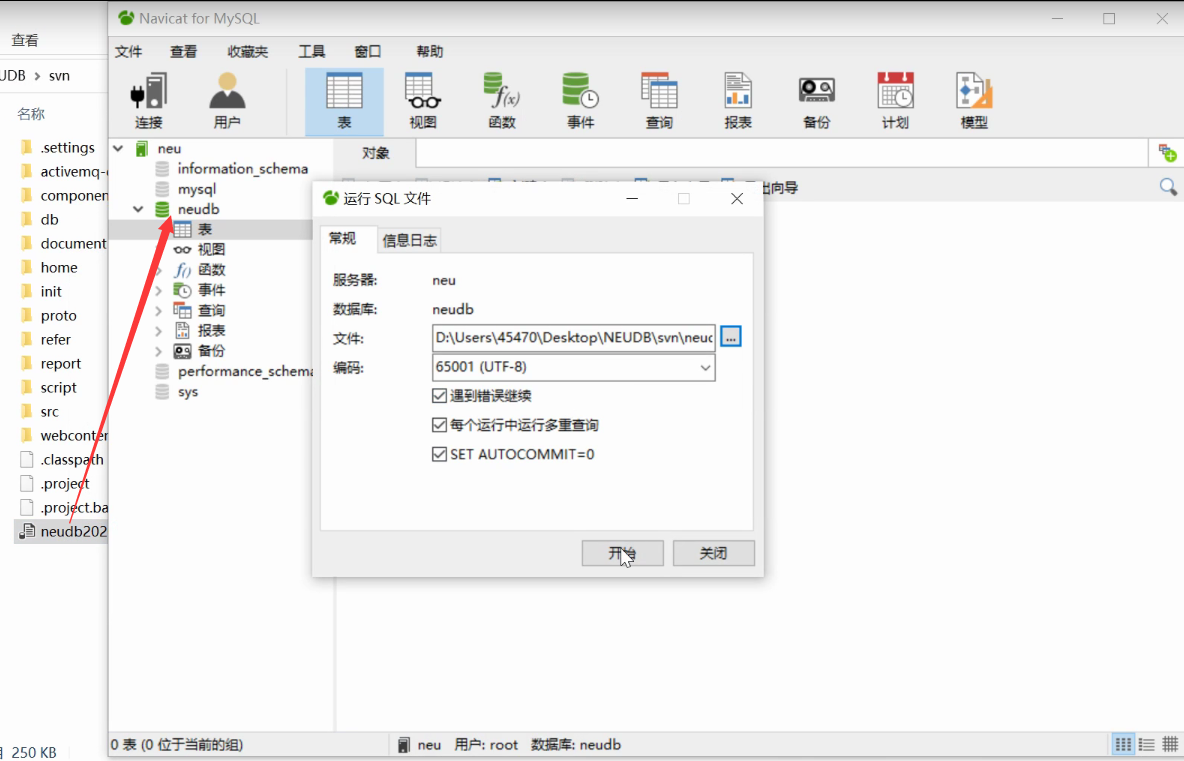 查看
UDB > svn
名称
.settings
activemq-
componen
db
document
home
init
proto
refer
report
script
src
webconter
.classpath
.project
.project.ba
neudb202
250 KB
Navicat for MySQL
文件 查看 收藏夹 工具 窗口 帮助
连接 用户 表 视图 函数 事件 查询 报表 备份 计划 模型
neu
information_schema
mysql
neudb
表
视图
函数
事件
查询
报表
备份
performance_schema
sys
对象
出向导
运行 SQL 文件
常规 信息日志
服务器: neu
数据库: neudb
文件: D:\Users\45470\Desktop\NEUDB\svn\neud ...
编码: 65001 (UTF-8)
遇到错误继续
每个运行中运行多重查询
SET AUTOCOMMIT=0
开始 关闭
0 表 (0 位于当前的组) neu 用户: root 数据库: neudb